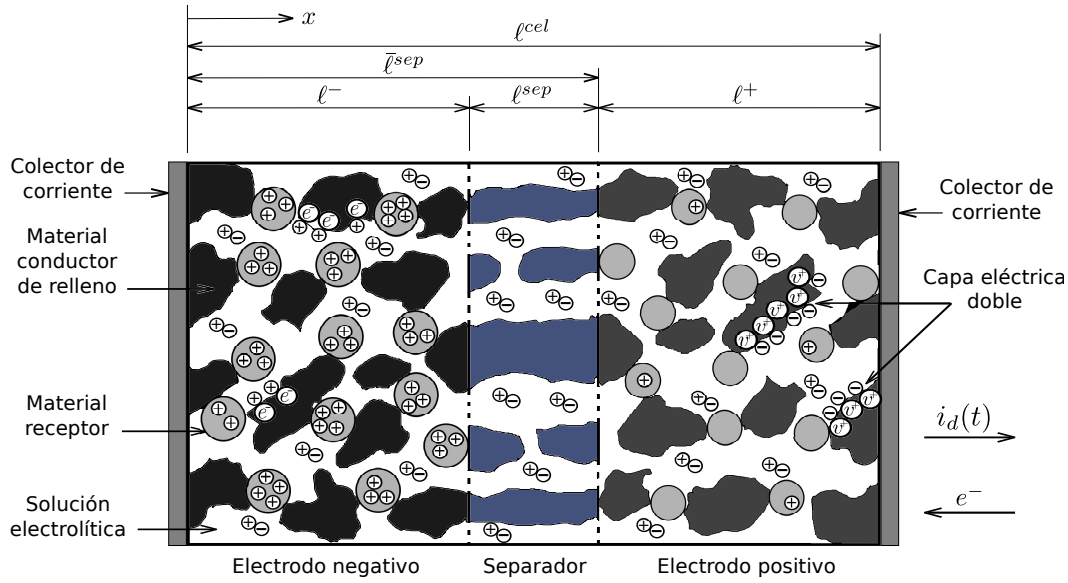 x
ℓ^{cel}
ℓ̄^{sep}
ℓ^{-}
ℓ^{sep}
ℓ^{+}
Colector de
corriente
Material
conductor
de relleno
Material
receptor
Solución
electrolítica
Colector de
corriente
Capa eléctrica
doble
i_d(t)
e^{-}
Electrodo negativo
Separador
Electrodo positivo